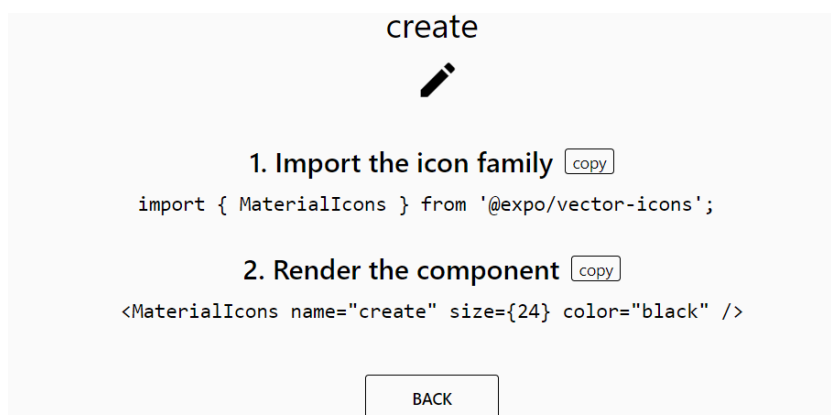 create
1. Import the icon family copy
import { MaterialIcons } from '@expo/vector-icons';
2. Render the component copy
<MaterialIcons name="create" size={24} color="black" />
BACK